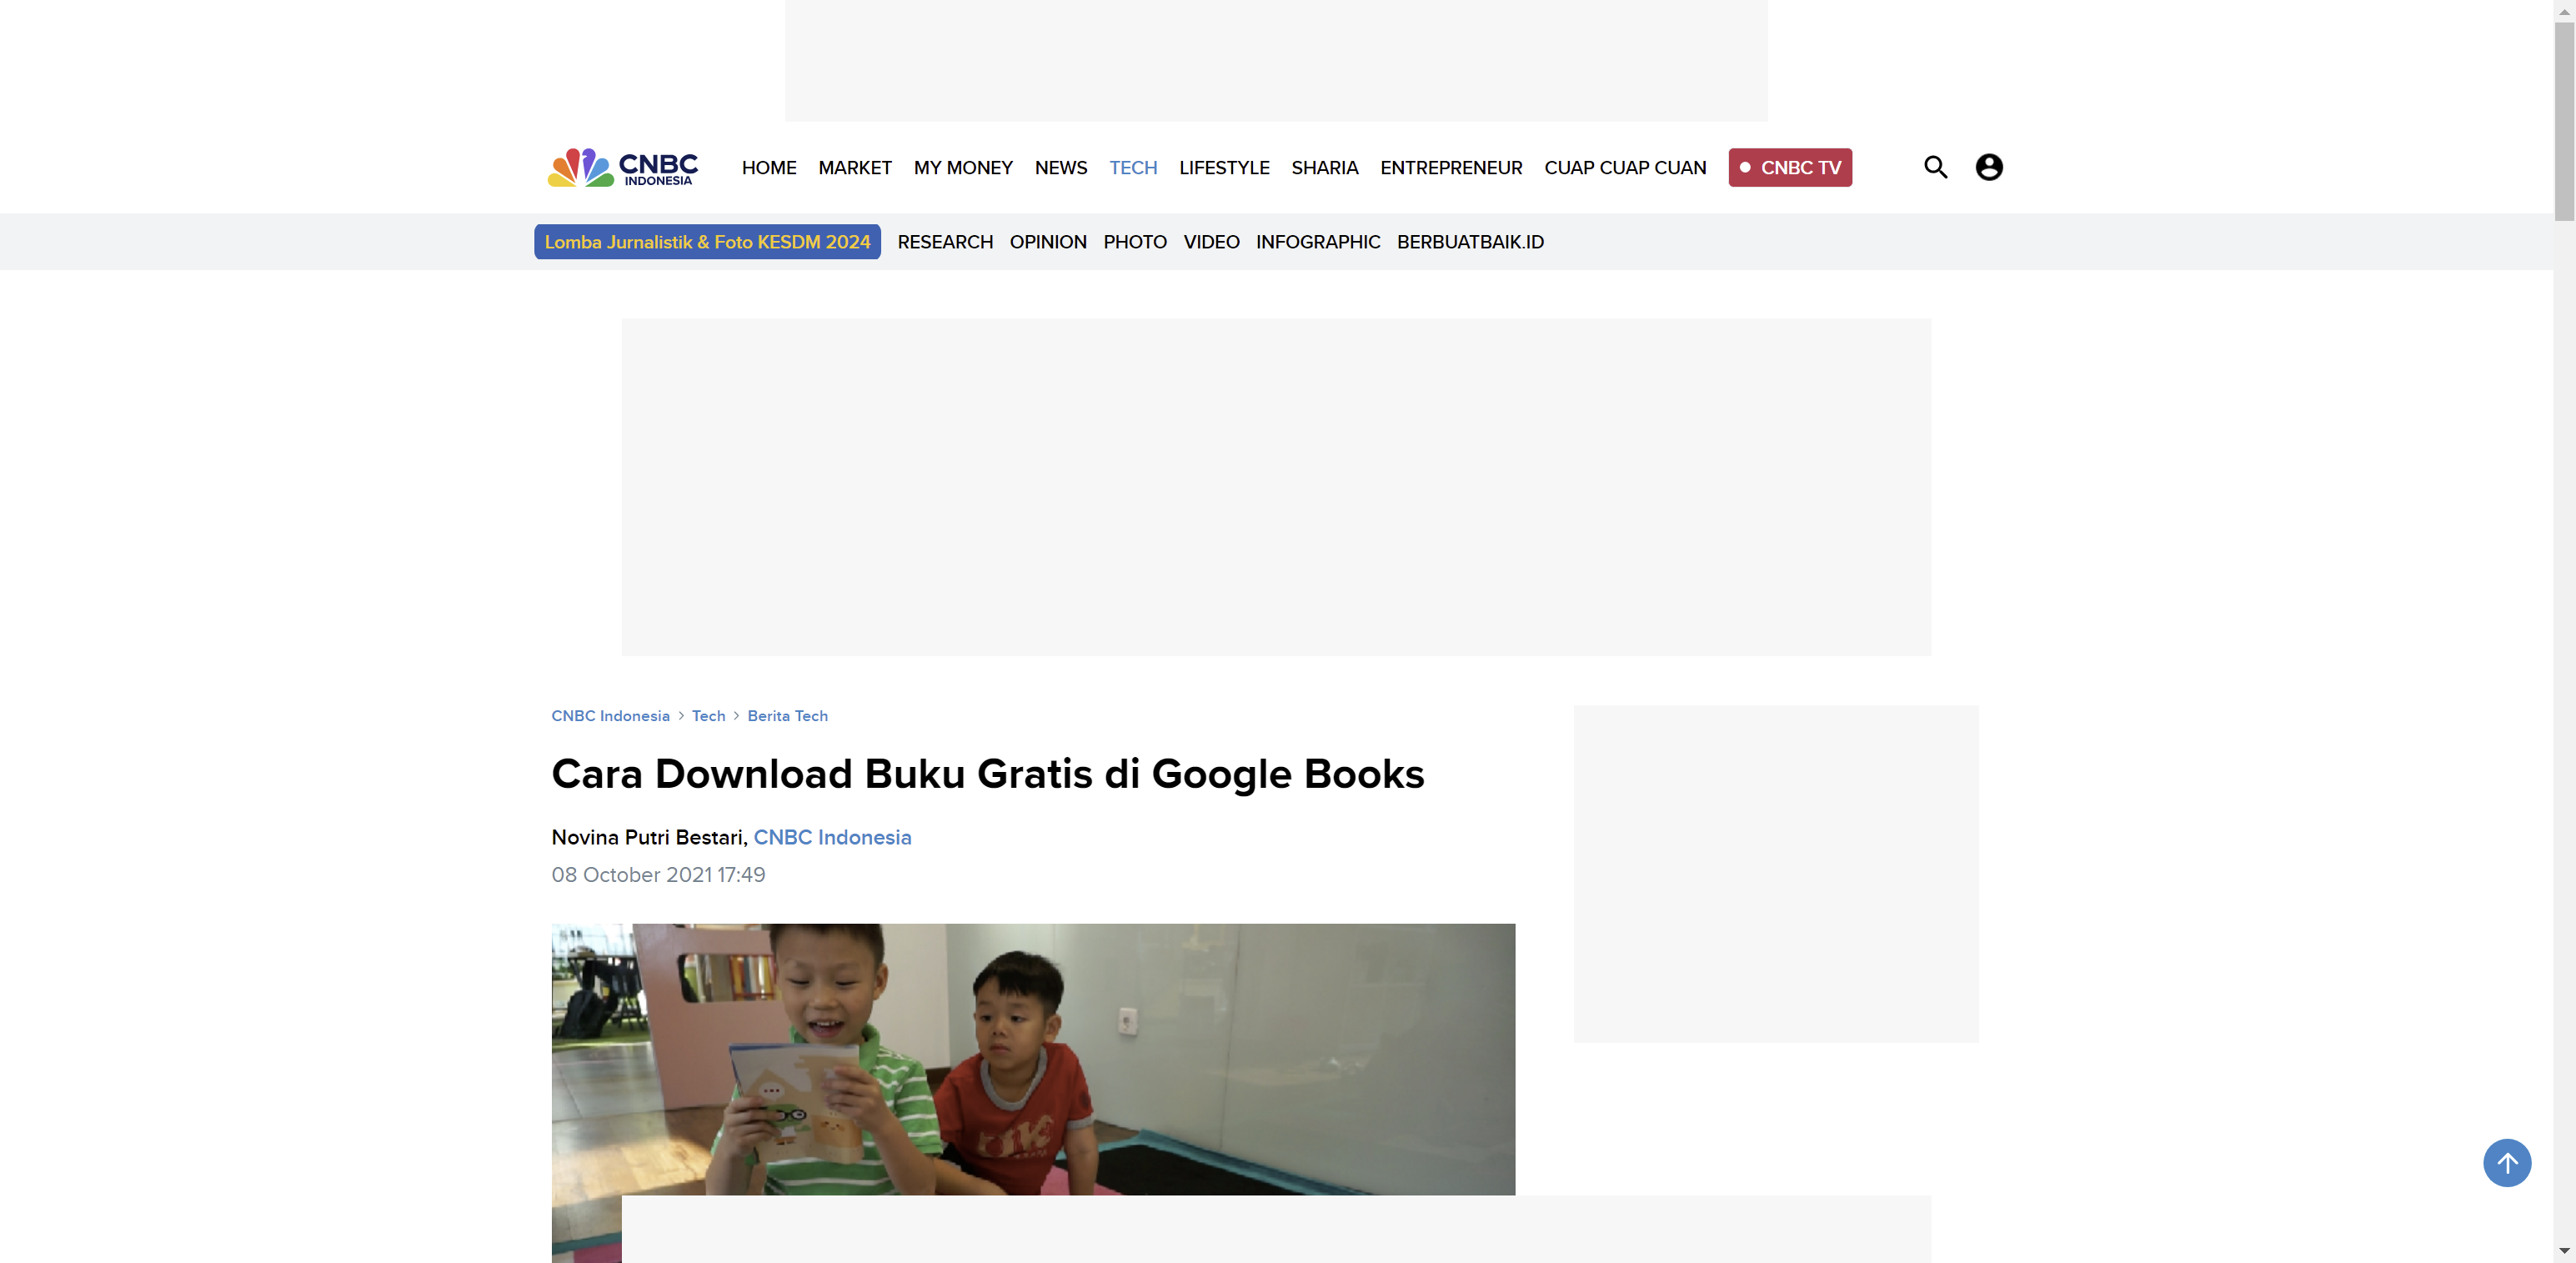 CNBC
INDONESIA
HOME MARKET MY MONEY NEWS TECH LIFESTYLE SHARIA ENTREPRENEUR CUAP CUAP CUAN CNBC TV
Lomba Jurnalistik & Foto KESDM 2024 RESEARCH OPINION PHOTO VIDEO INFOGRAPHIC BERBUATBAIK.ID
CNBC Indonesia > Tech > Berita Tech
Cara Download Buku Gratis di Google Books
Novina Putri Bestari, CNBC Indonesia
08 October 2021 17:49